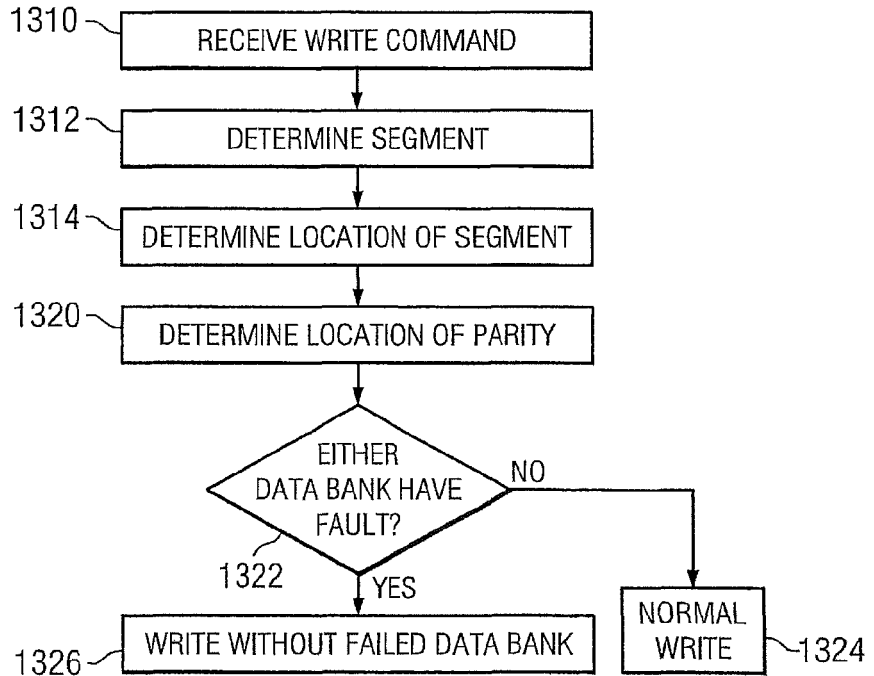 1310
RECEIVE WRITE COMMAND
1312
DETERMINE SEGMENT
1314
DETERMINE LOCATION OF SEGMENT
1320
DETERMINE LOCATION OF PARITY
EITHER
DATA BANK HAVE
FAULT?
NO
1322
YES
NORMAL
WRITE
1324
WRITE WITHOUT FAILED DATA BANK
1326